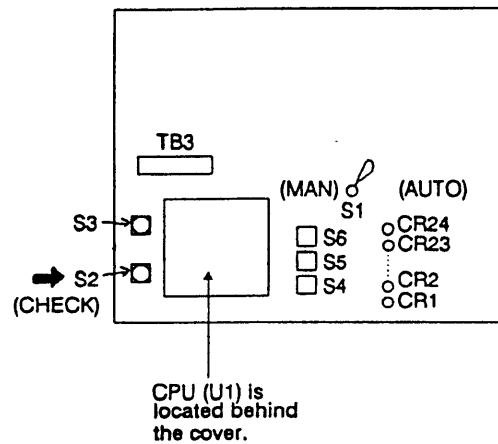 TB3
(MAN)
(AUTO)
S1
S3
S6
CR24
CR23
S5
S2
S4
CR2
CR1
(CHECK)
CPU (U1) is
located behind
the cover.